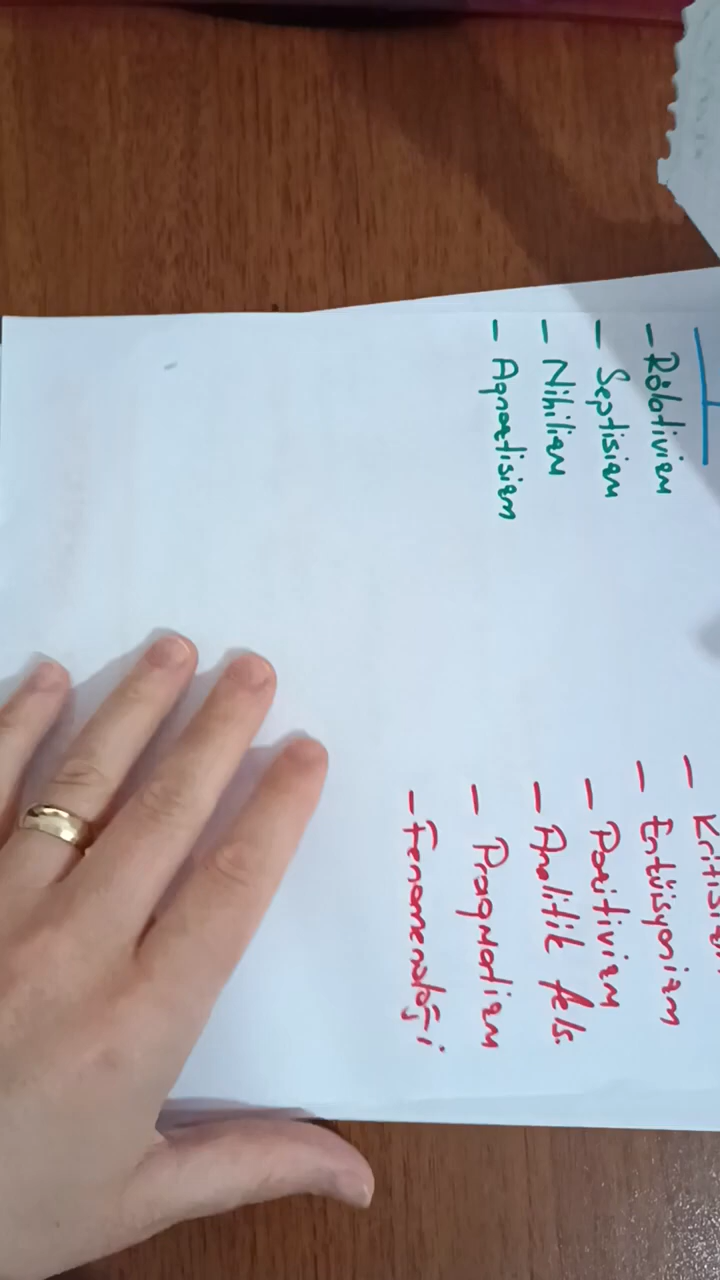 - Rölativizm
- Septisizm
- Nihilizm
- Agnostisizm
- Entüisyonizm
- Pozitivizm
- Analitik fels.
- Pragmatizm
- Fenomenoloji